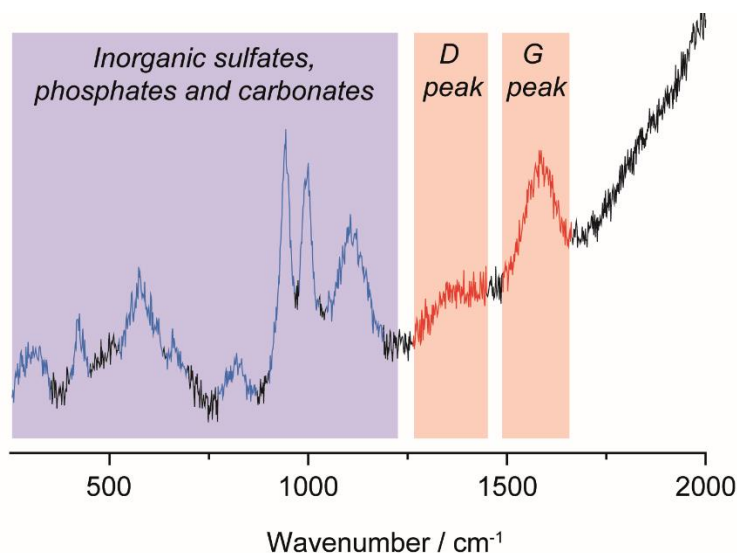 Inorganic sulfates,
phosphates and carbonates
D
peak
G
peak
500
1000
1500
2000
Wavenumber / cm⁻¹